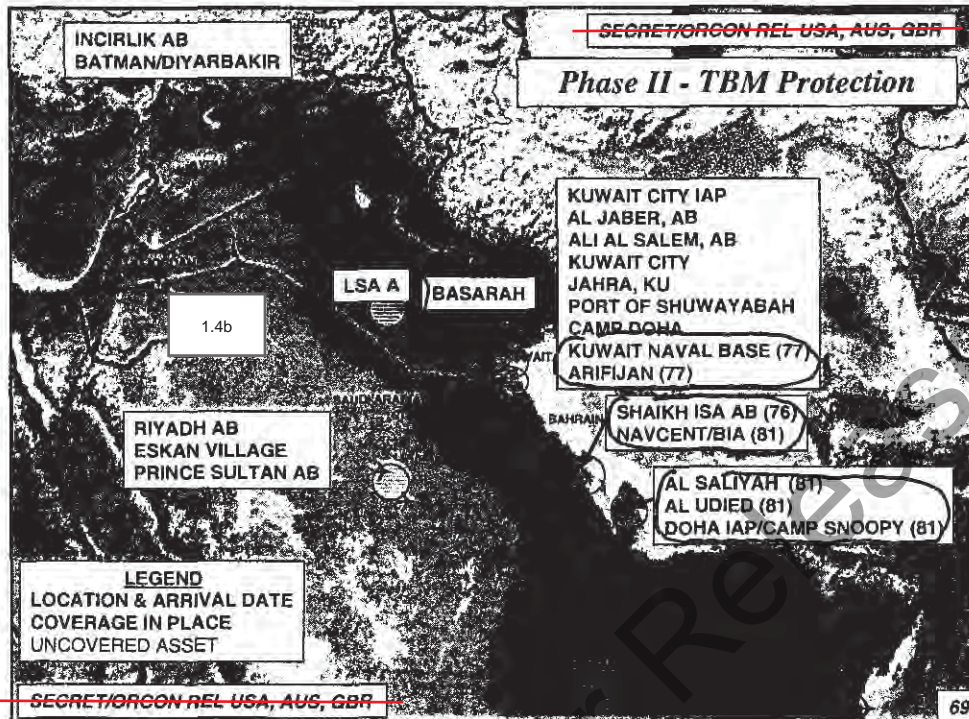 TURKEY
SECRET/ORCON REL USA, AUS, GBR
INCIRLIK AB
BATMAN/DIYARBAKIR
Phase II - TBM Protection
KUWAIT CITY IAP
AL JABER, AB
ALI AL SALEM, AB
KUWAIT CITY
JAHRA, KU
PORT OF SHUWAYABAH
CAMP DOHA
KUWAIT NAVAL BASE (77)
ARIFIJAN (77)
LSA A
BASARAH
1.4b
SAUDI ARABIA
BAHRAIN
SHAIKH ISA AB (76)
NAVCENT/BIA (81)
RIYADH AB
ESKAN VILLAGE
PRINCE SULTAN AB
AL SALIYAH (81)
AL UDIED (81)
DOHA IAP/CAMP SNOOPY (81)
LEGEND
LOCATION & ARRIVAL DATE
COVERAGE IN PLACE
UNCOVERED ASSET
SECRET/ORCON REL USA, AUS, GBR
69